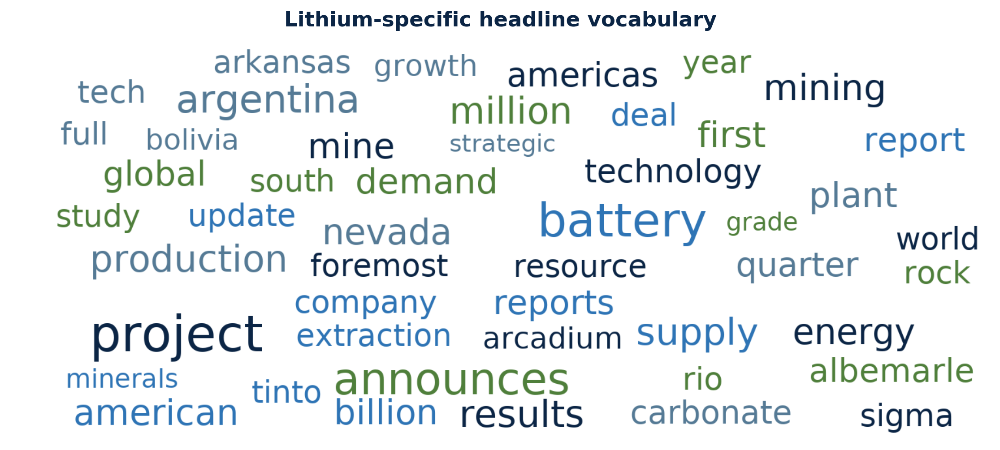 Lithium-specific headline vocabulary
arkansas growth americas year
tech argentina million deal mining
full bolivia mine strategic first report
global south demand technology plant
study update nevada battery grade world
production foremost resource quarter rock
company reports
project extraction arcadium supply energy
minerals tinto announces rio albemarle
american billion results carbonate sigma